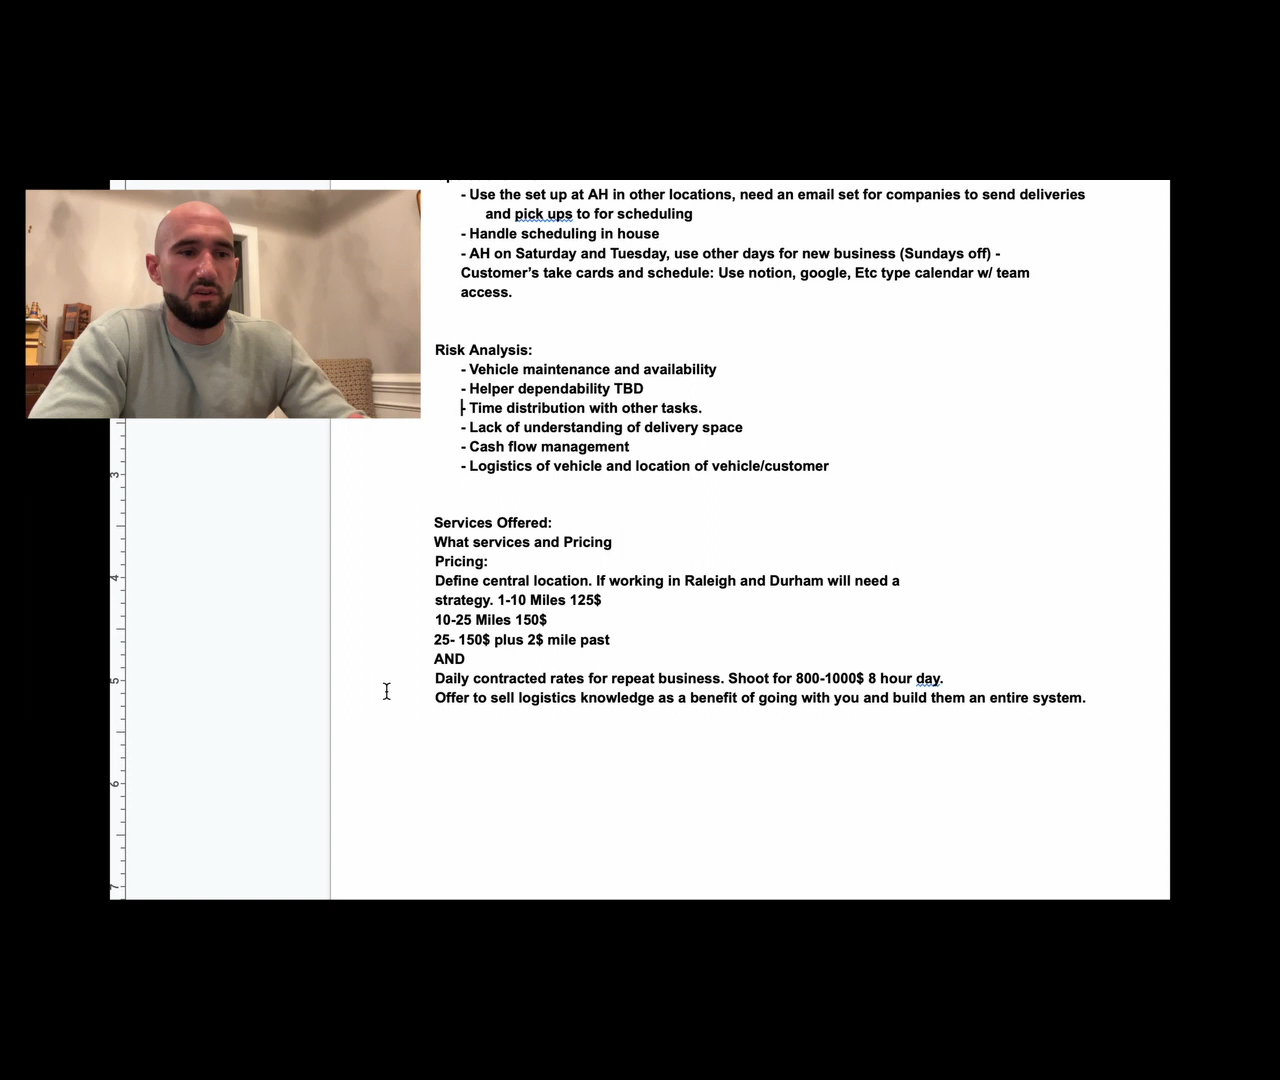 - Use the set up at AH in other locations, need an email set for companies to send deliveries
and pick ups to for scheduling
- Handle scheduling in house
- AH on Saturday and Tuesday, use other days for new business (Sundays off) -
Customer’s take cards and schedule: Use notion, google, Etc type calendar w/ team
access.
Risk Analysis:
- Vehicle maintenance and availability
- Helper dependability TBD
- Time distribution with other tasks.
- Lack of understanding of delivery space
- Cash flow management
- Logistics of vehicle and location of vehicle/customer
Services Offered:
What services and Pricing
Pricing:
Define central location. If working in Raleigh and Durham will need a
strategy. 1-10 Miles 125$
10-25 Miles 150$
25- 150$ plus 2$ mile past
AND
Daily contracted rates for repeat business. Shoot for 800-1000$ 8 hour day.
Offer to sell logistics knowledge as a benefit of going with you and build them an entire system.
3
4
5
6
7